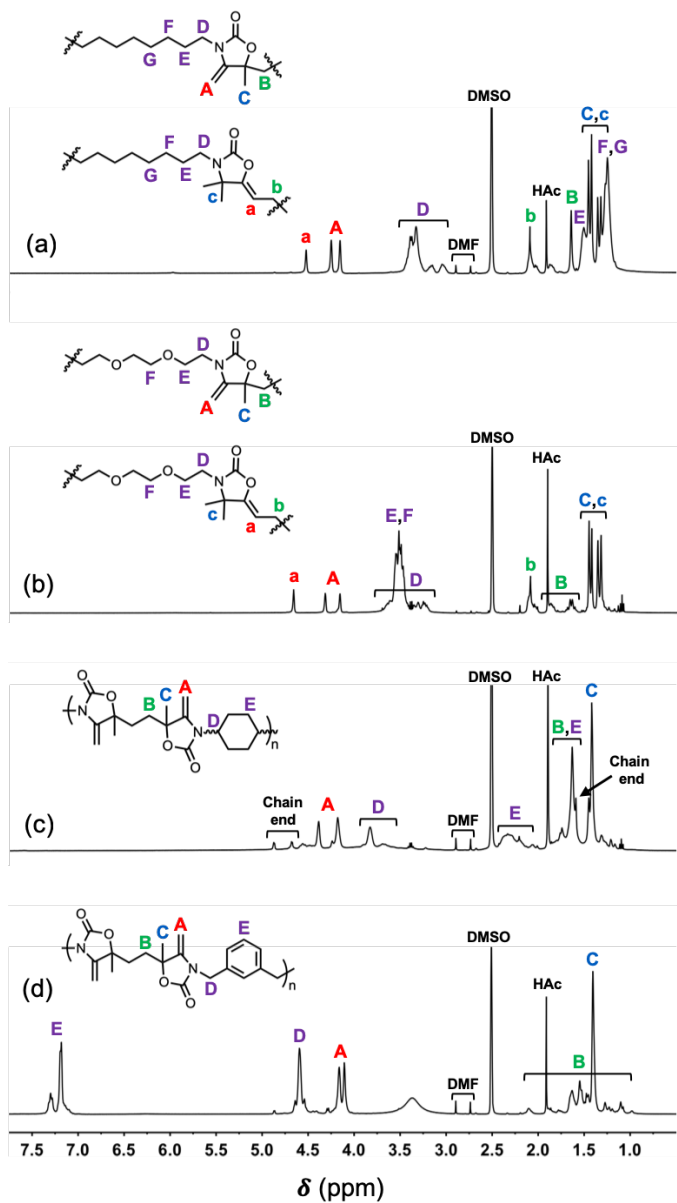 F D O
N O
G E
A B
C
F D O
N O
G E b
c a
(a)
a A D DMF DMSO b HAc B E C,c F,G
O O D O
N O
F E
A B
C
O O D O
N O
F E b
c a
(b)
a A E,F D DMSO b HAc B C,c
O O B C A E
N D N
O O n
(c)
Chain end A D DMF DMSO E HAc B,E C Chain end
O O B C A E
N N
O O D n
(d)
E D A DMF DMSO HAc B C
7.5 7.0 6.5 6.0 5.5 5.0 4.5 4.0 3.5 3.0 2.5 2.0 1.5 1.0
δ (ppm)